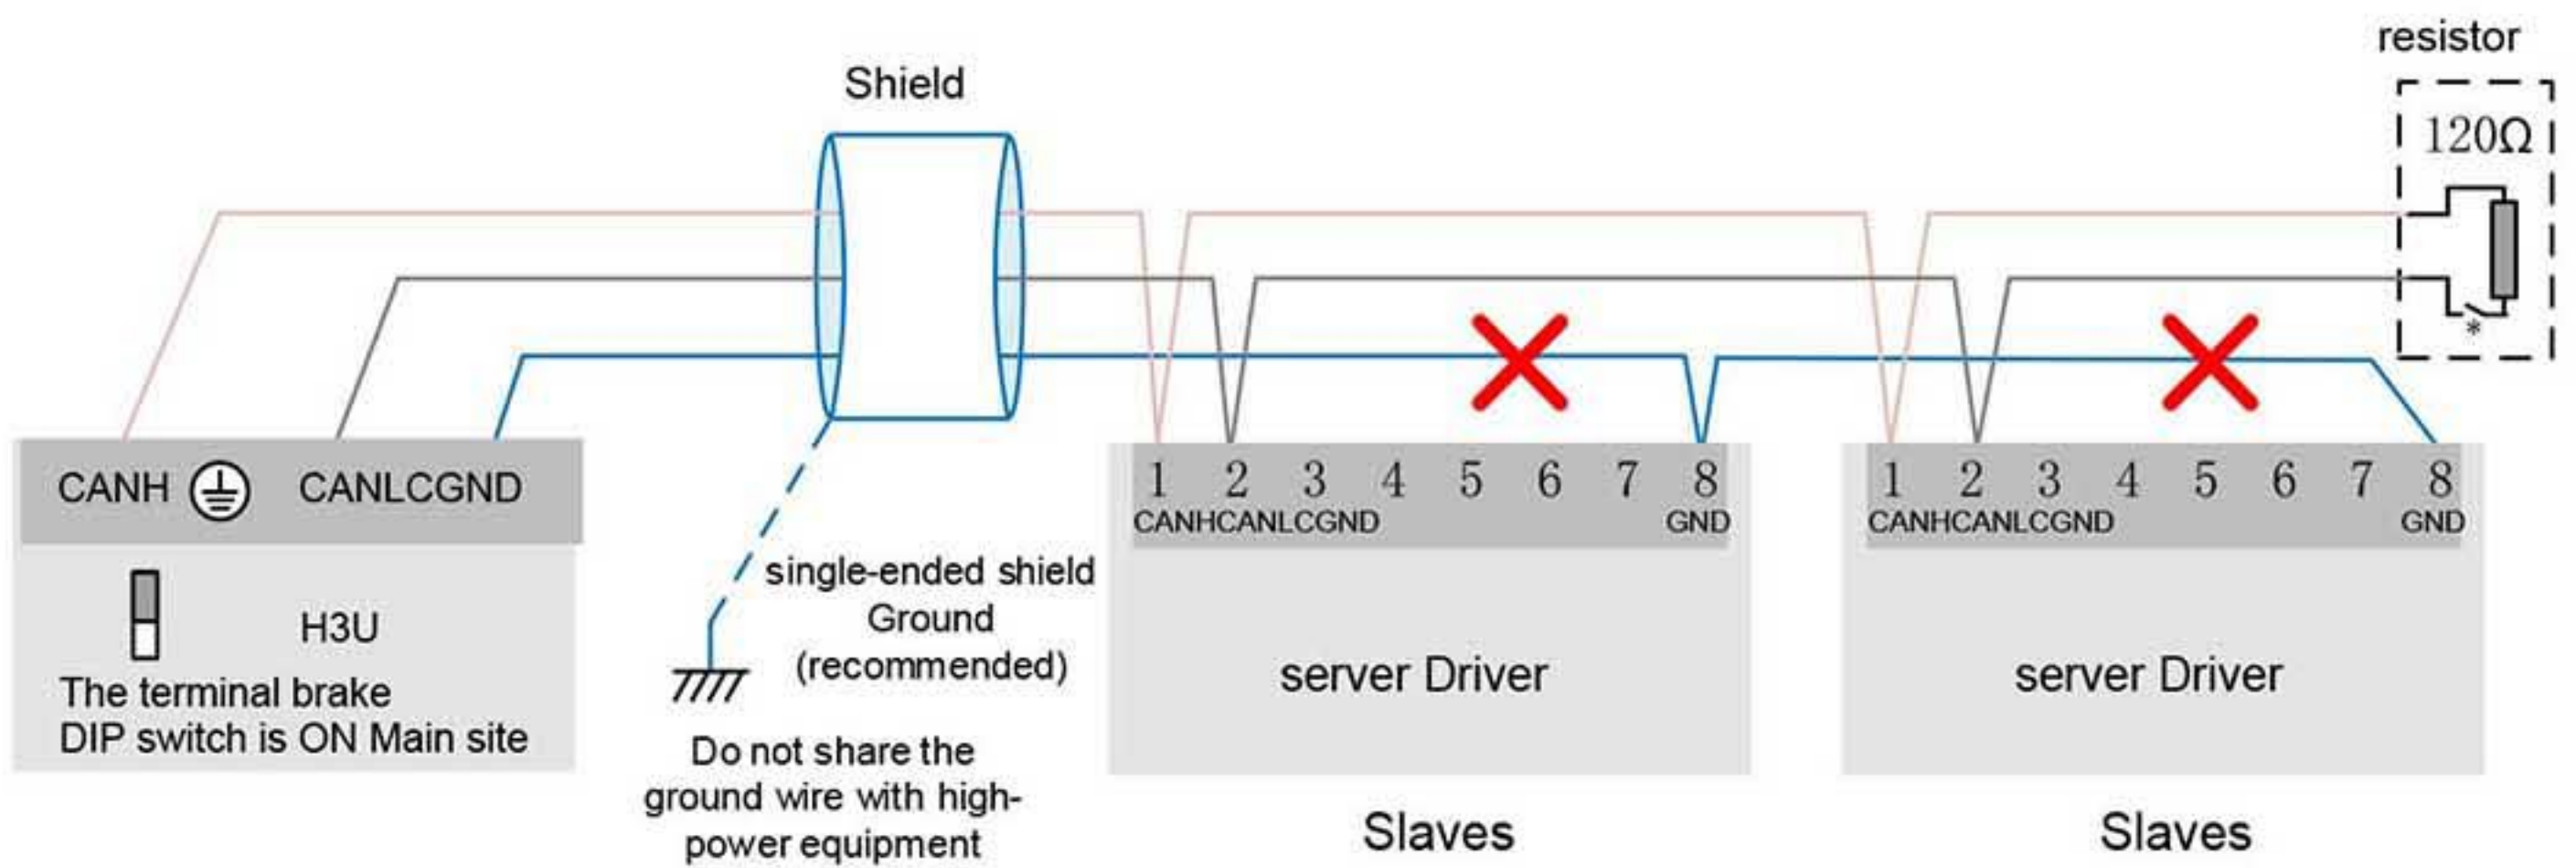 resistor
120Ω
Shield
CANH CANLCGND
H3U
The terminal brake
DIP switch is ON Main site
single-ended shield
Ground
(recommended)
Do not share the
ground wire with high-
power equipment
1 2 3 4 5 6 7 8
CANHCANLCGND GND
server Driver
Slaves
1 2 3 4 5 6 7 8
CANHCANLCGND GND
server Driver
Slaves
*